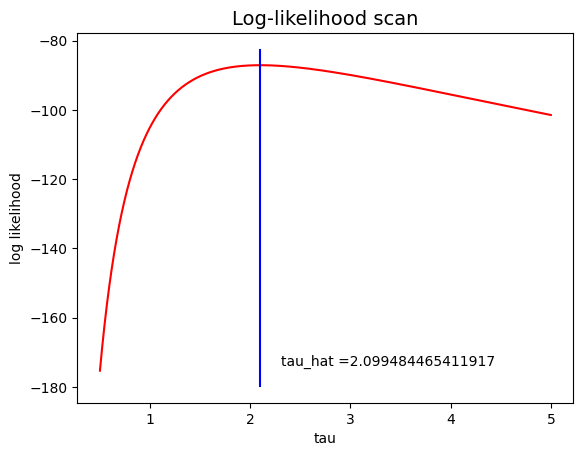 Log-likelihood scan
−80
−100
−120
−140
−160
−180
log likelihood
tau_hat =2.099484465411917
1 2 3 4 5
tau